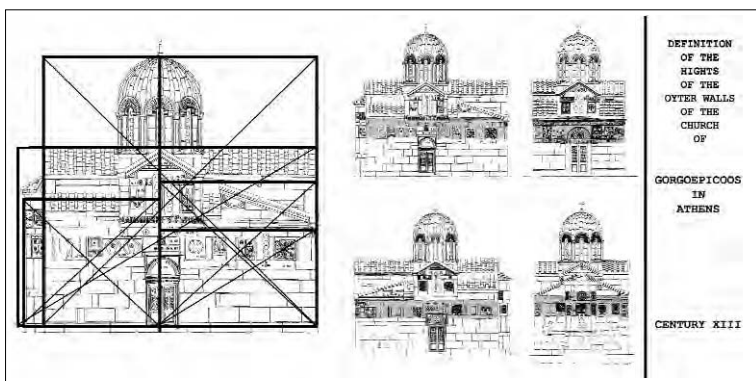 DEFINITION
OF THE
HIGHTS
OF THE
OYTER WALLS
OF THE
CHURCH
OF
GORGOEPICOOS
IN
ATHENS
CENTURY XIII